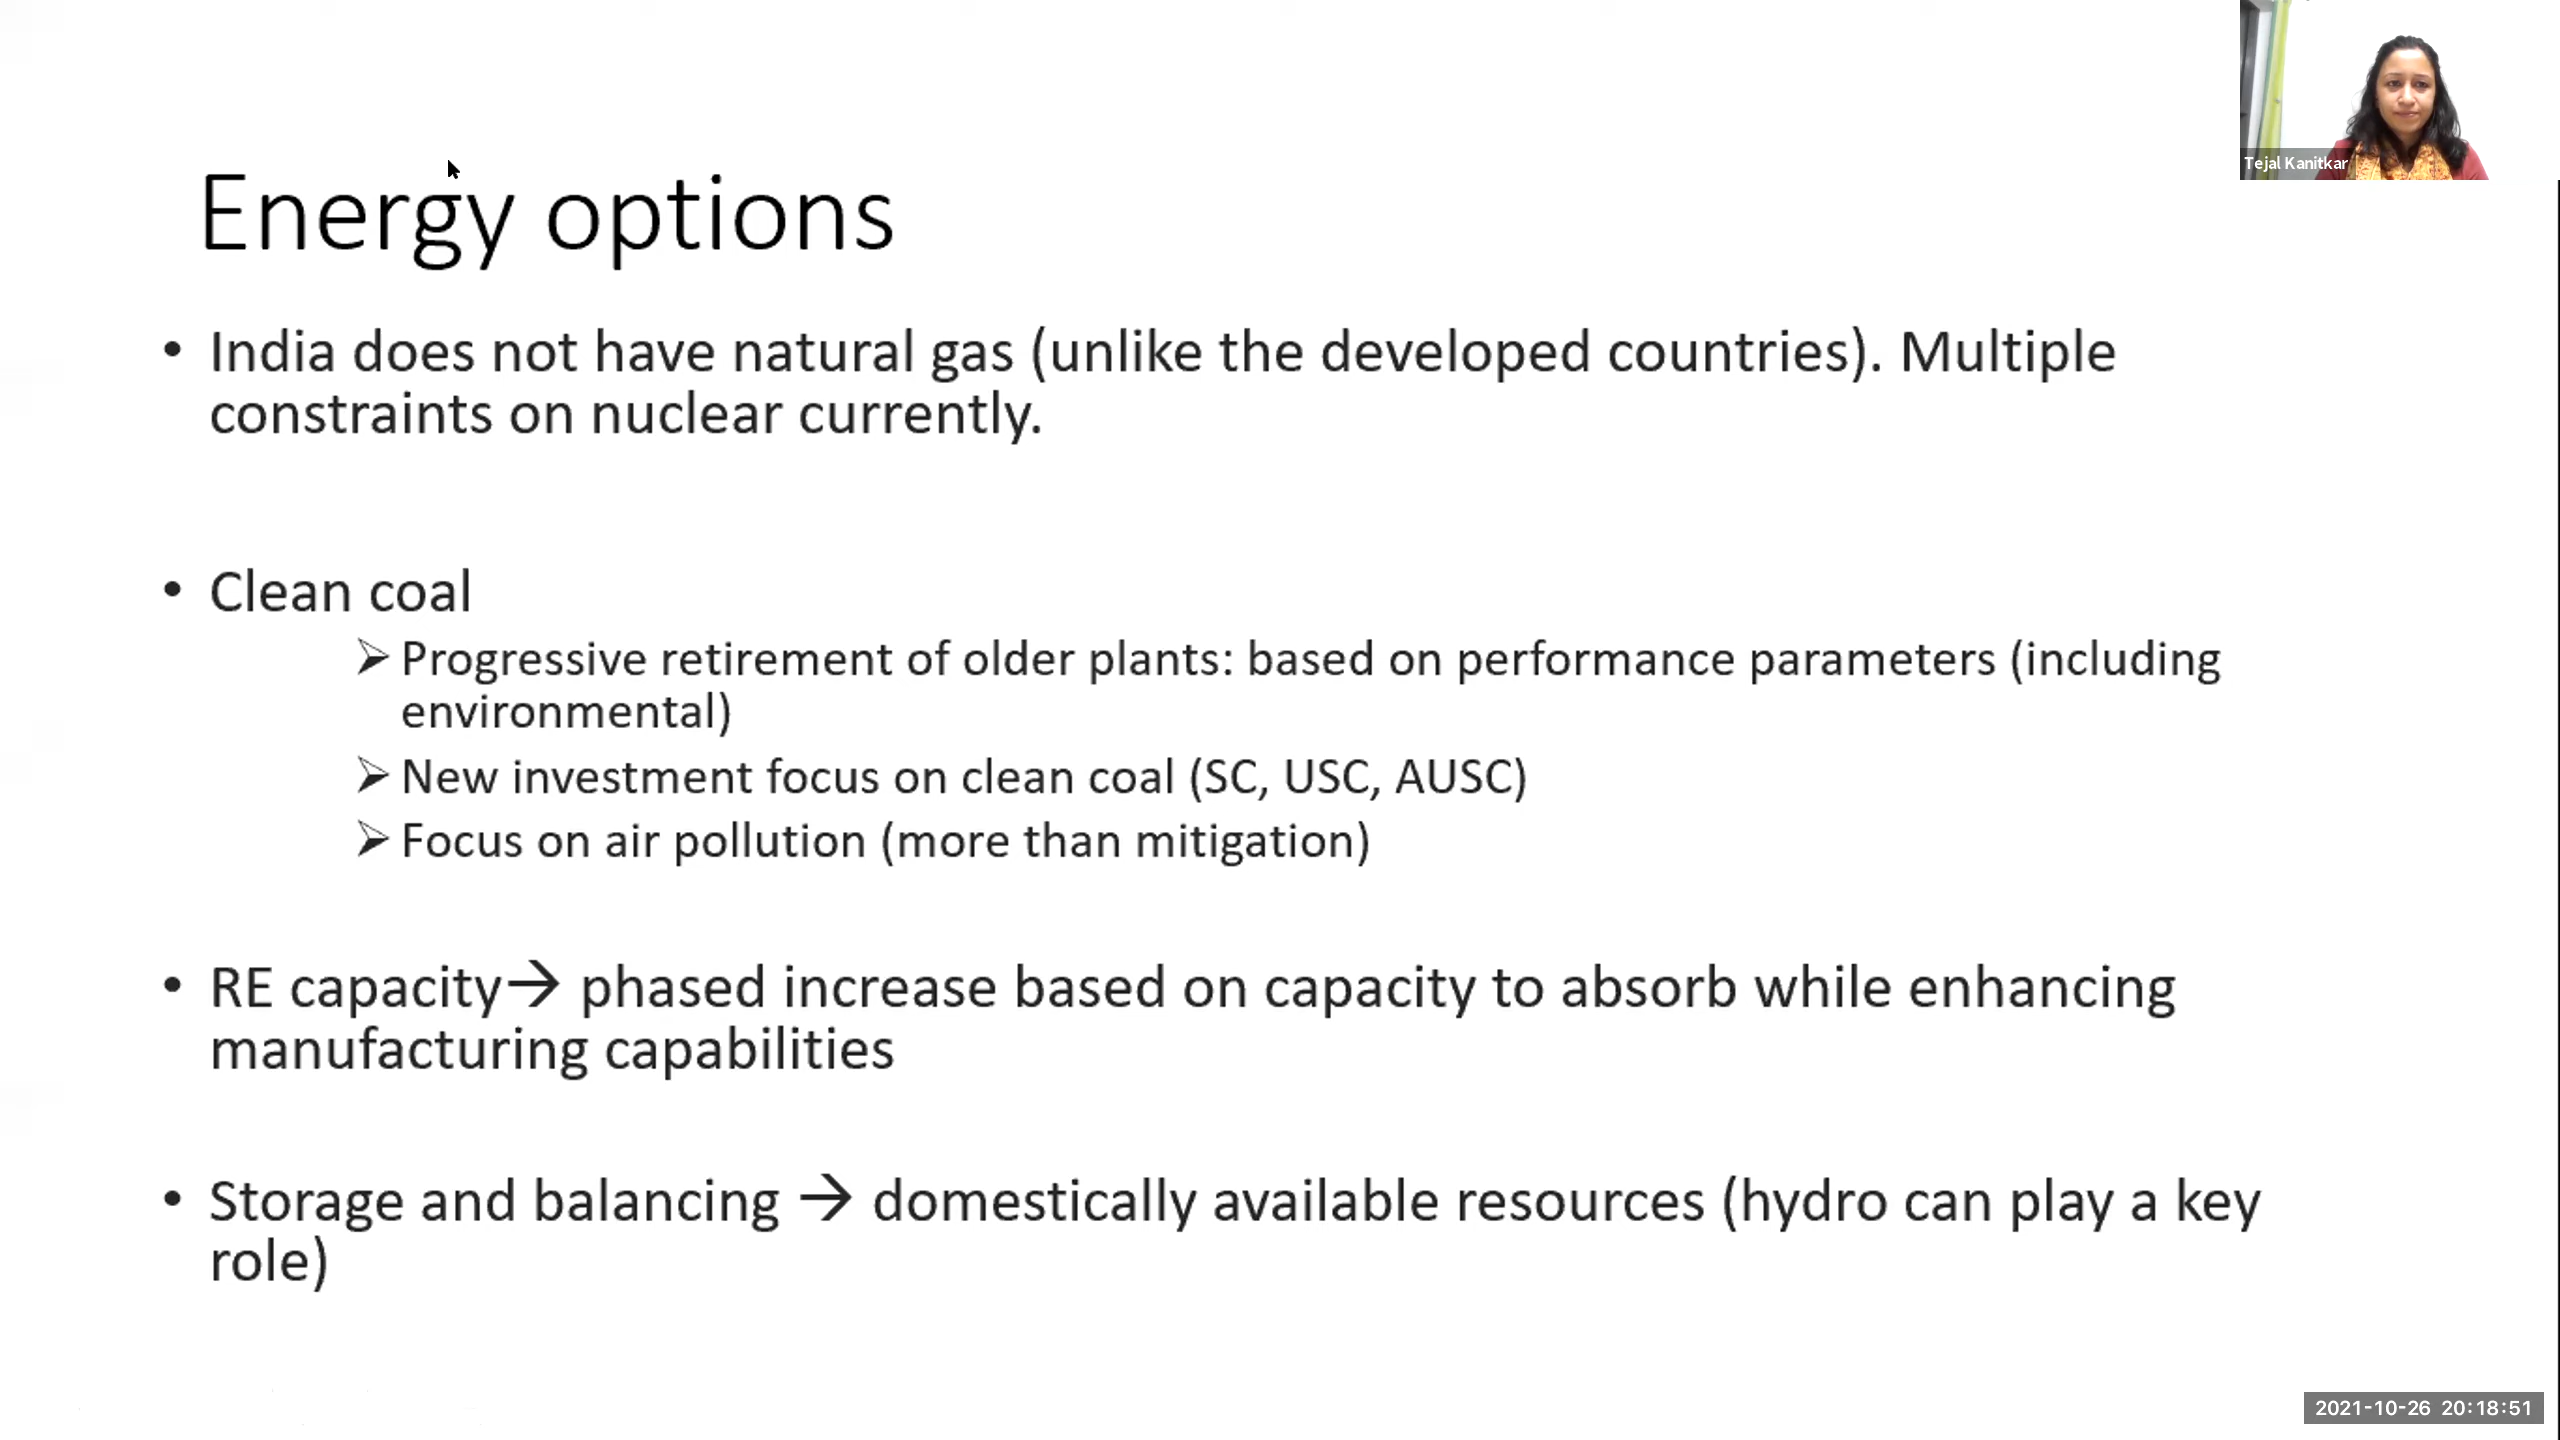 Tejal Kanitkar
Energy options
• India does not have natural gas (unlike the developed countries). Multiple
constraints on nuclear currently.
• Clean coal
➢ Progressive retirement of older plants: based on performance parameters (including
environmental)
➢ New investment focus on clean coal (SC, USC, AUSC)
➢ Focus on air pollution (more than mitigation)
• RE capacity→ phased increase based on capacity to absorb while enhancing
manufacturing capabilities
• Storage and balancing → domestically available resources (hydro can play a key
role)
2021-10-26 20:18:51